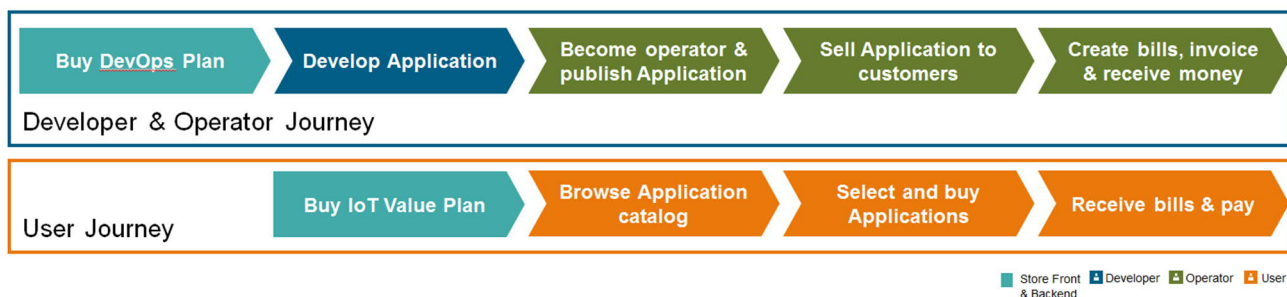 Buy DevOps Plan
Develop Application
Become operator &
publish Application
Sell Application to
customers
Create bills, invoice
& receive money
Developer & Operator Journey
Buy IoT Value Plan
Browse Application
catalog
Select and buy
Applications
Receive bills & pay
User Journey
Store Front
& Backend
Developer
Operator
User